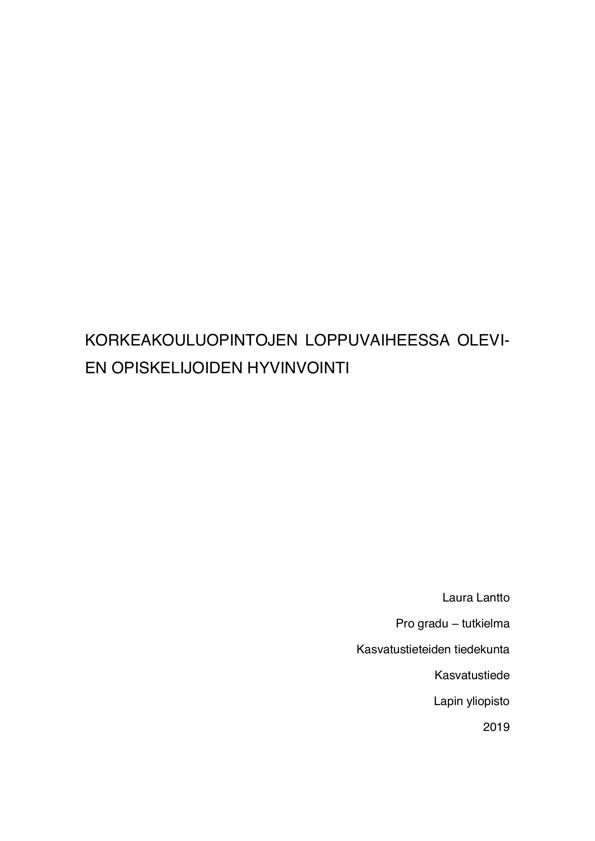 KORKEAKOULUOPINTOJEN LOPPUVAIHEESSA OLEVI-
EN OPISKELIJOIDEN HYVINVOINTI
Laura Lantto
Pro gradu – tutkielma
Kasvatustieteiden tiedekunta
Kasvatustiede
Lapin yliopisto
2019